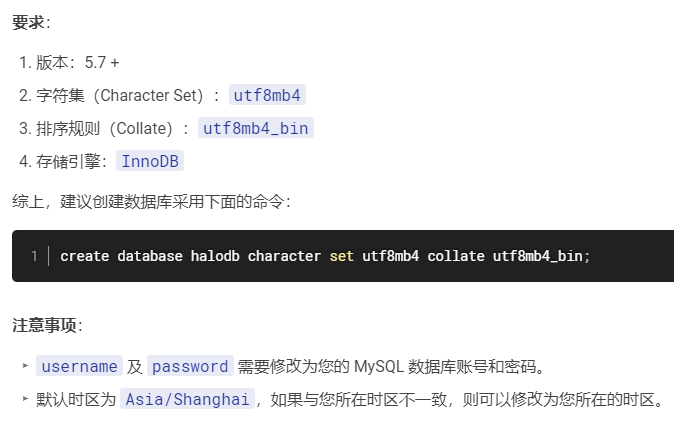 要求：
1. 版本：5.7 +
2. 字符集（Character Set）： utf8mb4
3. 排序规则（Collate）： utf8mb4_bin
4. 存储引擎： InnoDB
综上，建议创建数据库采用下面的命令：
1 create database halodb character set utf8mb4 collate utf8mb4_bin;
注意事项：
‣ username 及 password 需要修改为您的 MySQL 数据库账号和密码。
‣ 默认时区为 Asia/Shanghai，如果与您所在时区不一致，则可以修改为您所在的时区。